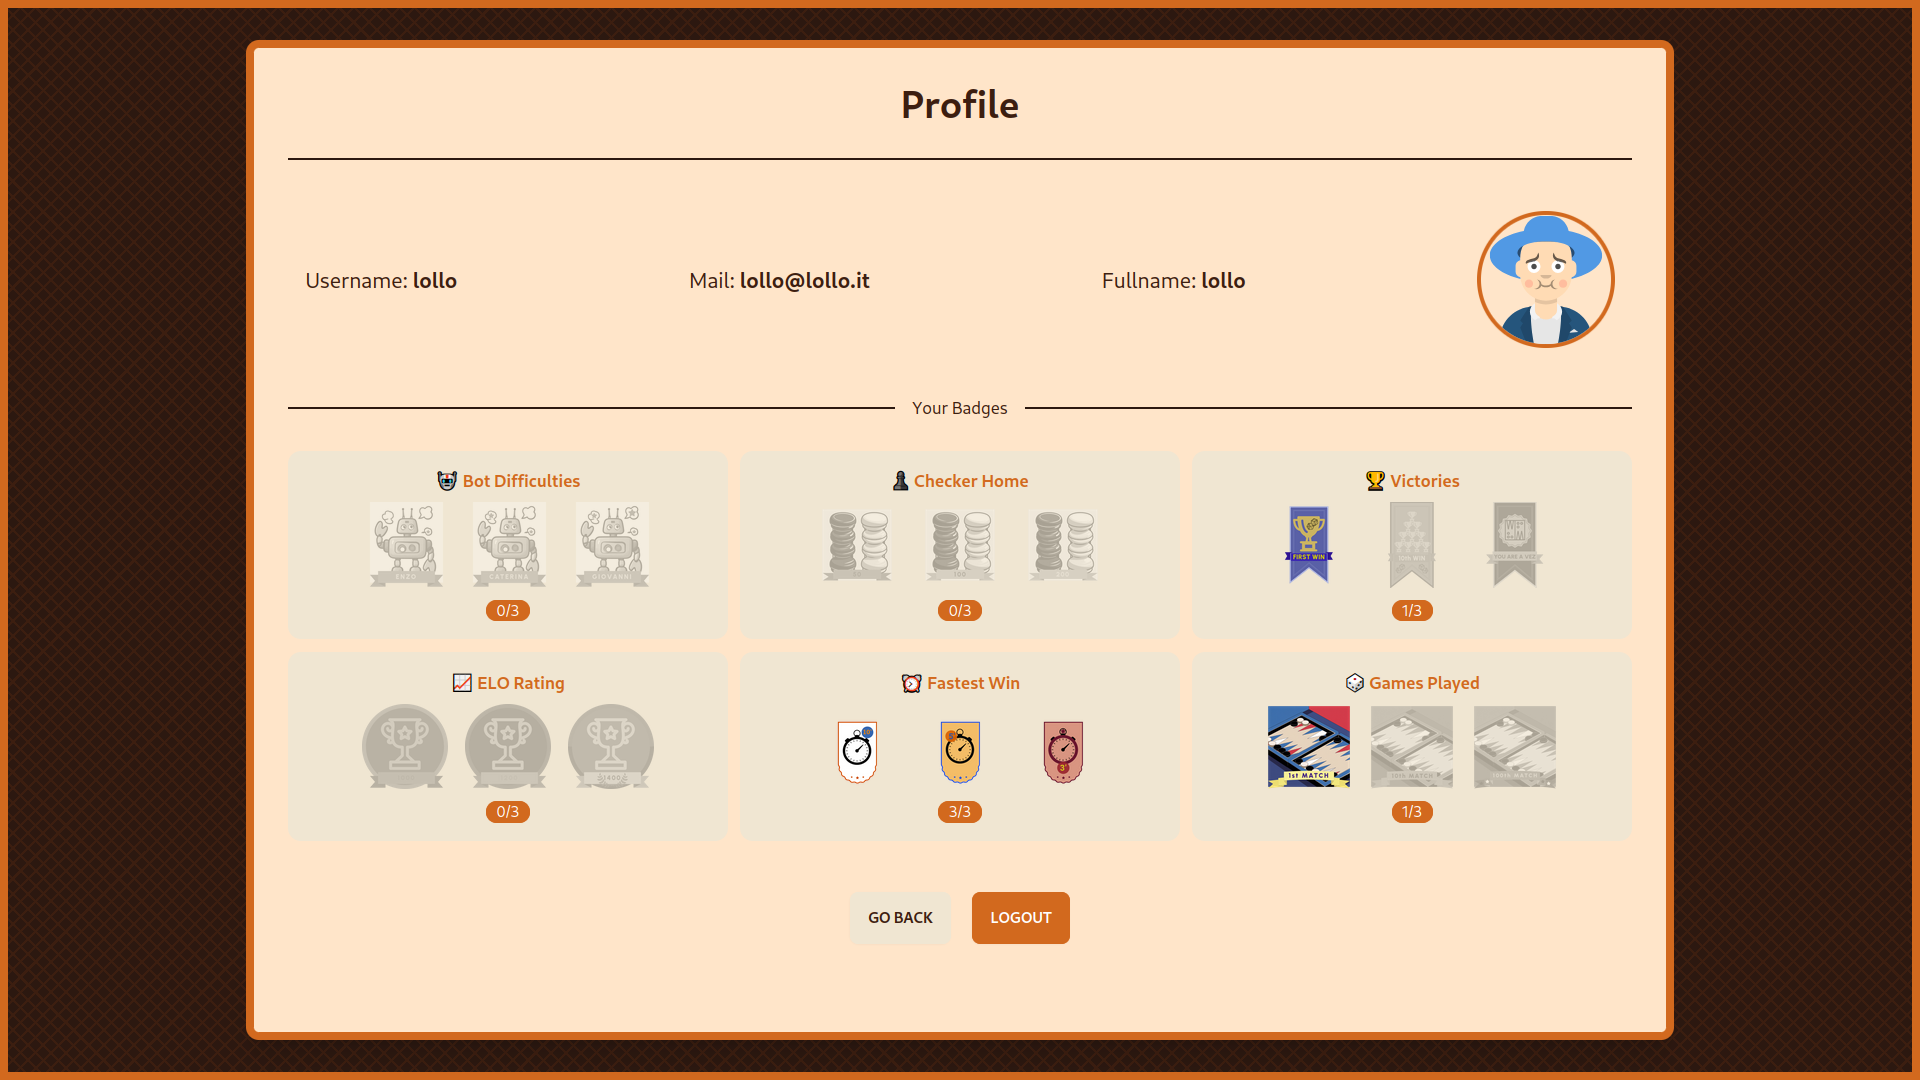 Profile
Username: lollo
Mail: lollo@lollo.it
Fullname: lollo
Your Badges
Bot Difficulties
ENZO
CATERINA
GIOVANNI
0/3
Checker Home
100
0/3
Victories
FIRST WIN
1/3
ELO Rating
1400
0/3
Fastest Win
3/3
Games Played
1st MATCH
1/3
GO BACK
LOGOUT